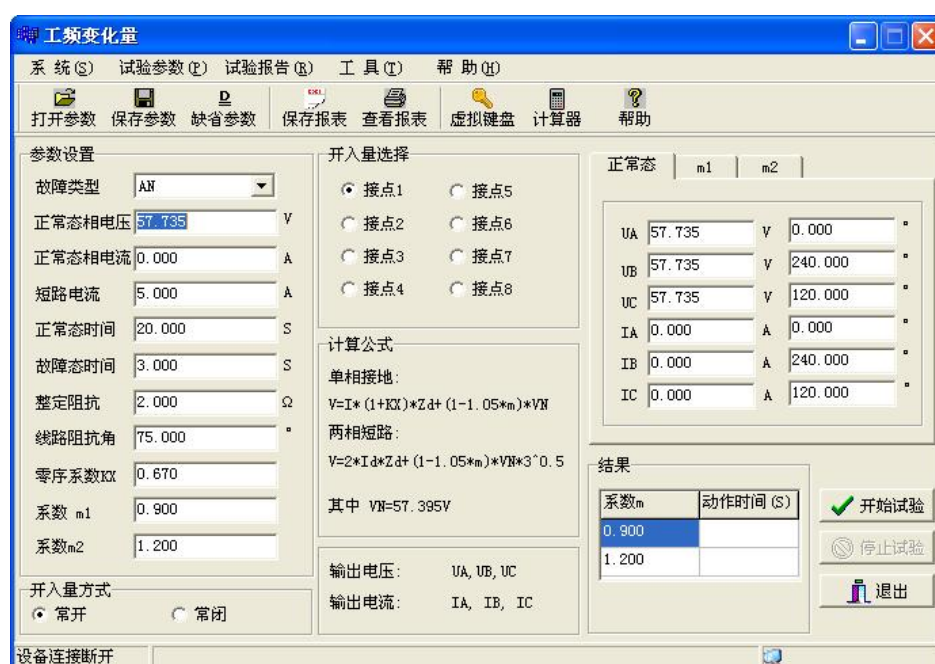 工频变化量
系 统(S) 试验参数(P) 试验报告(R) 工 具(T) 帮 助(H)
打开参数 保存参数 缺省参数 保存报表 查看报表 虚拟键盘 计算器 帮助
参数设置
故障类型 AN
正常态相电压 57.735 V
正常态相电流 0.000 A
短路电流 5.000 A
正常态时间 20.000 S
故障态时间 3.000 S
整定阻抗 2.000 Ω
线路阻抗角 75.000 °
零序系数KX 0.670
系数 m1 0.900
系数m2 1.200
开入量方式
常开 常闭
开入量选择
接点1 接点5
接点2 接点6
接点3 接点7
接点4 接点8
计算公式
单相接地:
V=I*(1+KX)*Zd+(1-1.05*m)*VN
两相短路:
V=2*Id*Zd+(1-1.05*m)*VN*3^0.5
其中 VN=57.395V
输出电压: UA,UB,UC
输出电流: IA, IB, IC
正常态 m1 m2
UA 57.735 V 0.000 °
UB 57.735 V 240.000 °
UC 57.735 V 120.000 °
IA 0.000 A 0.000 °
IB 0.000 A 240.000 °
IC 0.000 A 120.000 °
结果
系数m 动作时间(S)
0.900
1.200
开始试验
停止试验
退出
设备连接断开